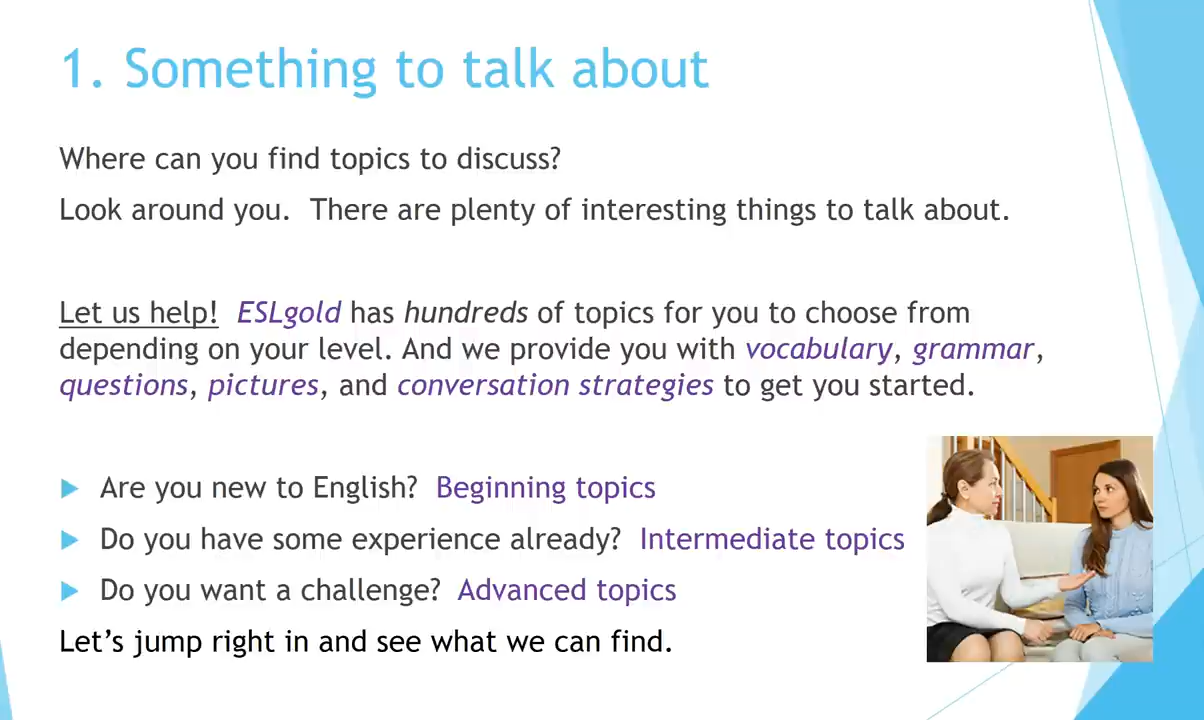 1. Something to talk about
Where can you find topics to discuss?
Look around you.  There are plenty of interesting things to talk about.
Let us help!  ESLgold has hundreds of topics for you to choose from
depending on your level. And we provide you with vocabulary, grammar,
questions, pictures, and conversation strategies to get you started.
Are you new to English?  Beginning topics
Do you have some experience already?  Intermediate topics
Do you want a challenge?  Advanced topics
Let’s jump right in and see what we can find.